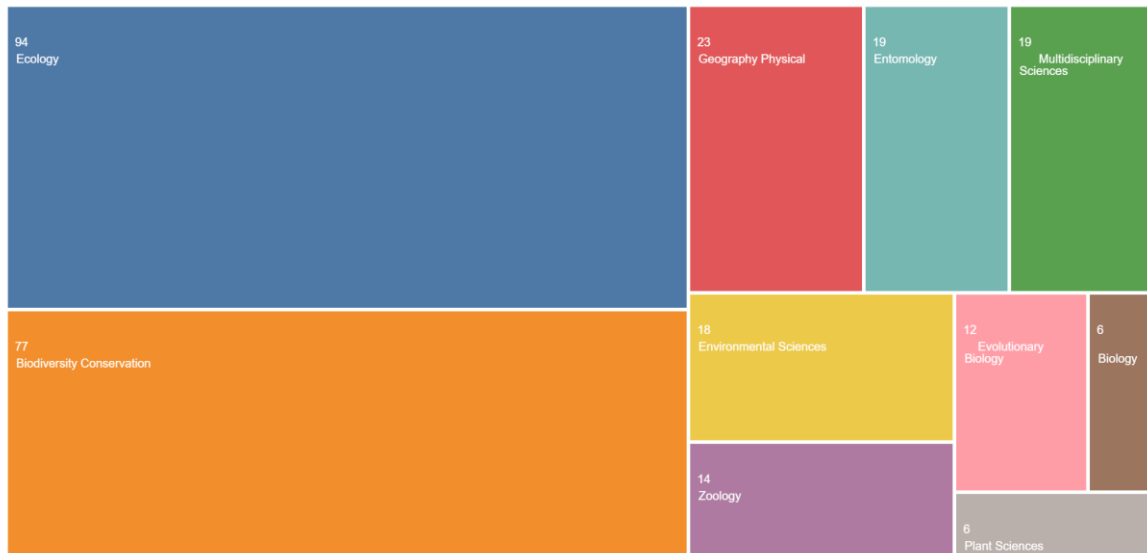 94
Ecology
23
Geography Physical
19
Entomology
19
Multidisciplinary
Sciences
77
Biodiversity Conservation
18
Environmental Sciences
12
Evolutionary
Biology
6
Biology
14
Zoology
6
Plant Sciences